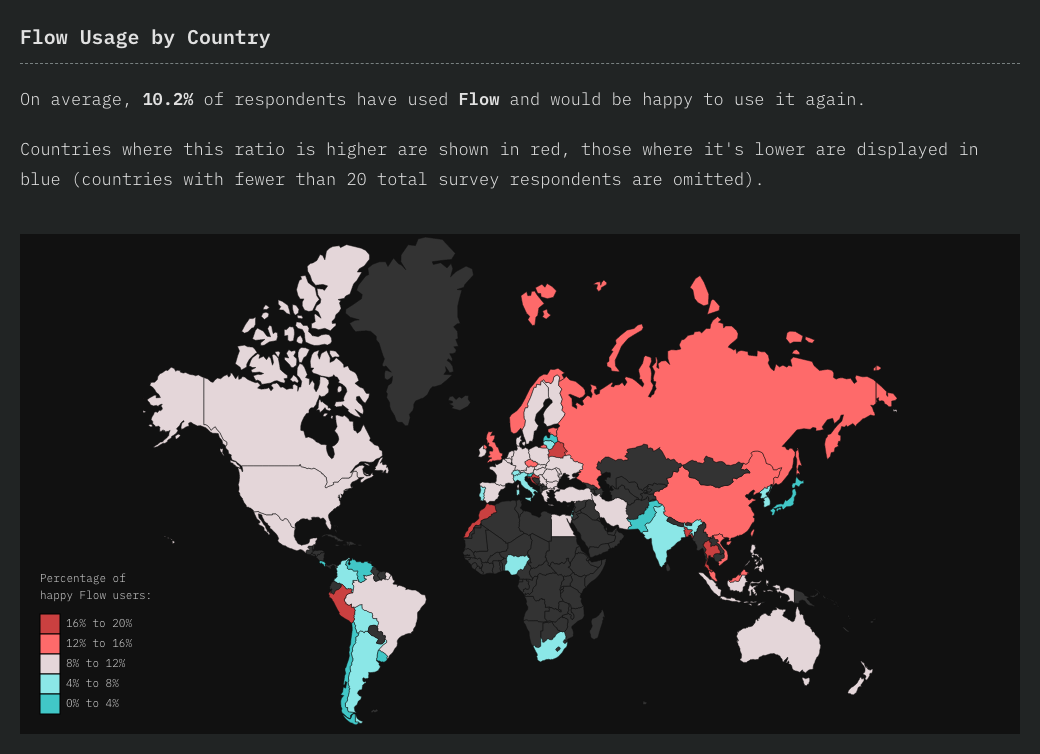 Flow Usage by Country
On average, 10.2% of respondents have used Flow and would be happy to use it again.
Countries where this ratio is higher are shown in red, those where it's lower are displayed in
blue (countries with fewer than 20 total survey respondents are omitted).
Percentage of
happy Flow users:
16% to 20%
12% to 16%
8% to 12%
4% to 8%
0% to 4%